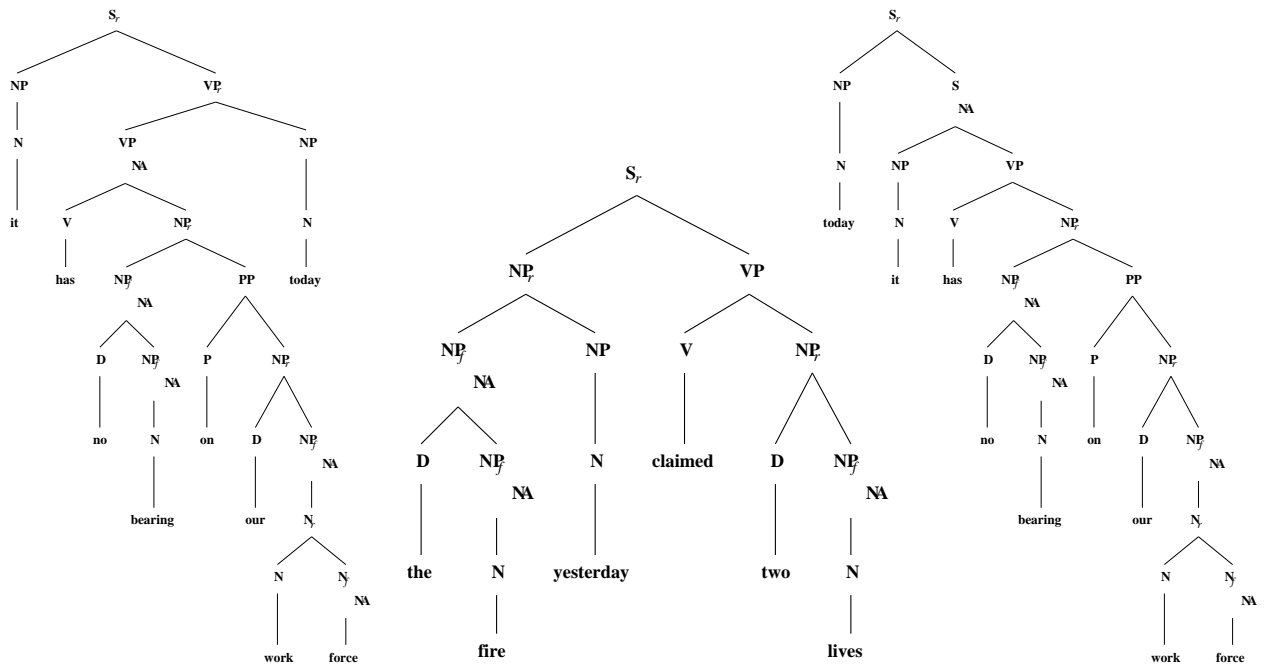 S_r S_r
NP VP_r NP S
NA
N VP NP NP VP
NA S_r N
it V NP_r N today N V NP_r
has NP_f PP today NP_r VP it has NP_f PP
NA NA
D NP_f P NP_r NP_f NP V NP_r D NP_f P NP_r
NA NA NA
no N on D NP_f D NP_f N claimed D NP_f no N on D NP_f
NA NA NA NA
bearing our N_r bearing our N_r
N N_f the N yesterday two N N N_f
NA NA
work force fire lives work force